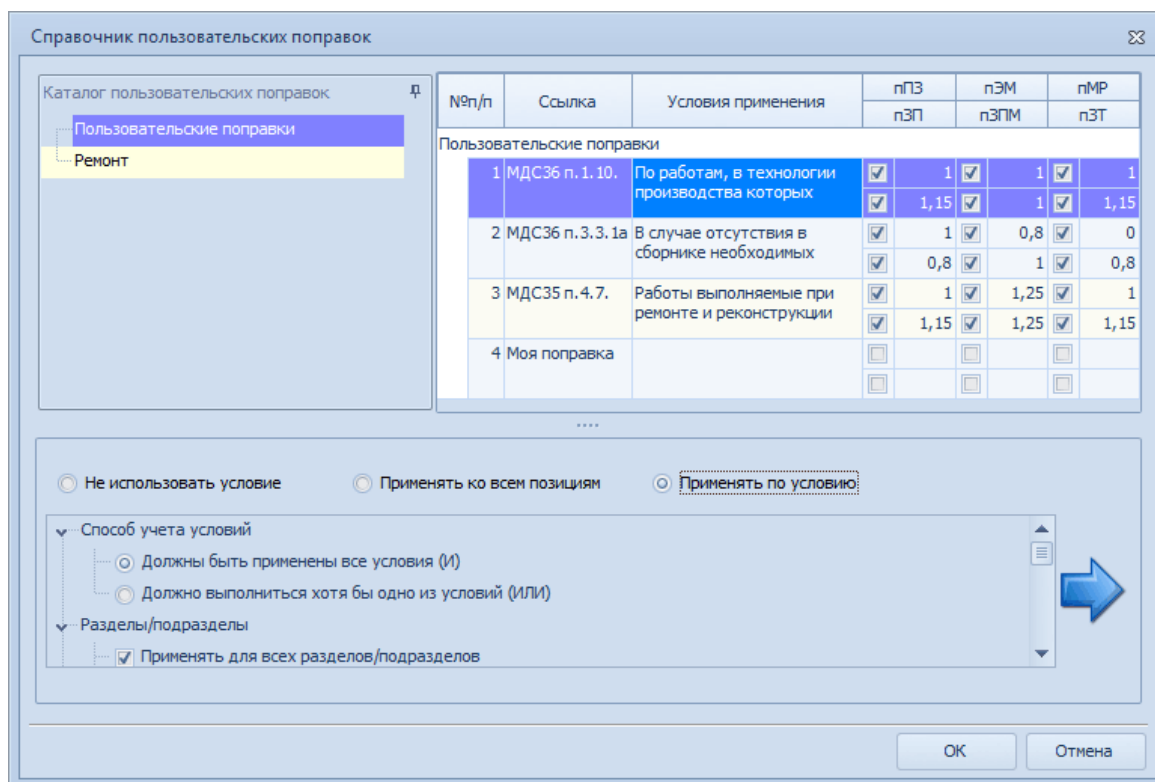 Справочник пользовательских поправок
Каталог пользовательских поправок
Пользовательские поправки
Ремонт
№п/п Ссылка Условия применения пПЗ пЭМ пМР
пЗП пЗПМ пЗТ
Пользовательские поправки
1 МДС36 п.1.10. По работам, в технологии 1 1 1
производства которых 1,15 1 1,15
2 МДС36 п.3.3.1а В случае отсутствия в 1 0,8 0
сборнике необходимых 0,8 1 0,8
3 МДС35 п.4.7. Работы выполняемые при 1 1,25 1
ремонте и реконструкции 1,15 1,25 1,15
4 Моя поправка
Не использовать условие Применять ко всем позициям Применять по условию
Способ учета условий
Должны быть применены все условия (И)
Должно выполниться хотя бы одно из условий (ИЛИ)
Разделы/подразделы
Применять для всех разделов/подразделов
ОК Отмена